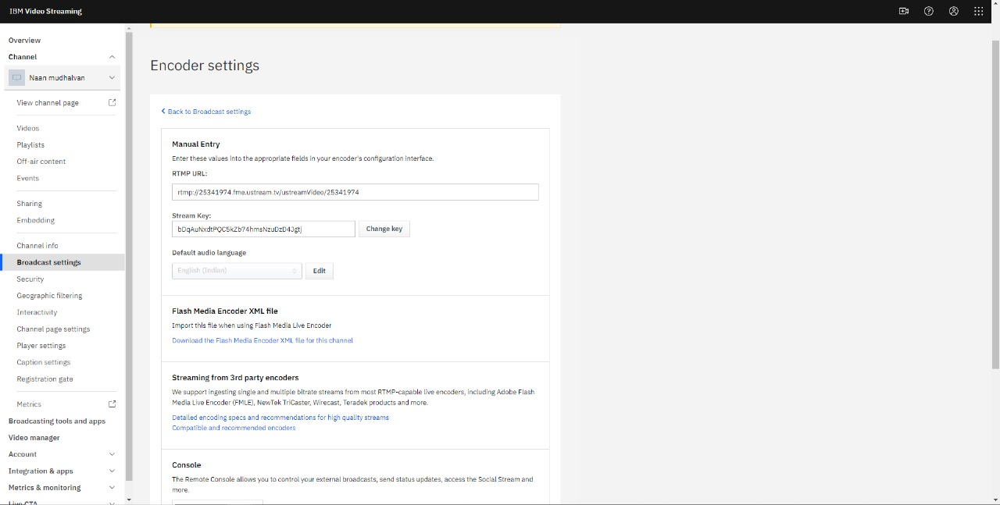 IBM Video Streaming
Overview
Channel
Naan mudhalvan
View channel page
Videos
Playlists
Off-air content
Events
Sharing
Embedding
Channel info
Broadcast settings
Security
Geographic filtering
Interactivity
Channel page settings
Player settings
Caption settings
Registration gate
Metrics
Broadcasting tools and apps
Video manager
Account
Integration & apps
Metrics & monitoring
Live CTA
Encoder settings
Back to Broadcast settings
Manual Entry
Enter these values into the appropriate fields in your encoder's configuration interface.
RTMP URL:
rtmp://25341974.fme.ustream.tv/ustreamVideo/25341974
Stream Key:
bDqAuNxdtPQC5kZb74hmsNzuDzD4Jgtj
Change key
Default audio language
English (Indian)
Edit
Flash Media Encoder XML file
Import this file when using Flash Media Live Encoder
Download the Flash Media Encoder XML file for this channel
Streaming from 3rd party encoders
We support ingesting single and multiple bitrate streams from most RTMP-capable live encoders, including Adobe Flash
Media Live Encoder (FMLE), NewTek TriCaster, Wirecast, Teradek products and more.
Detailed encoding specs and recommendations for high quality streams
Compatible and recommended encoders
Console
The Remote Console allows you to control your external broadcasts, send status updates, access the Social Stream and
more.